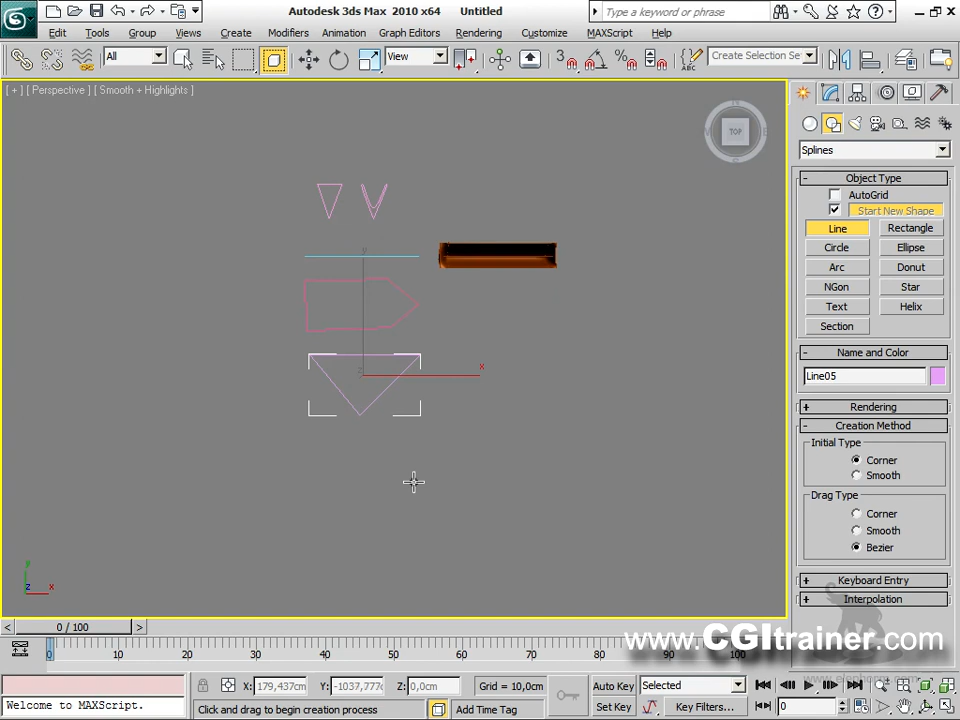 Autodesk 3ds Max 2010 x64 Untitled
Type a keyword or phrase
Edit Tools Group Views Create Modifiers Animation Graph Editors Rendering Customize MAXScript Help
All View 3 Create Selection Se
[ + ] [ Perspective ] [ Smooth + Highlights ]
TOP
Splines
Object Type
AutoGrid
Start New Shape
Line Rectangle
Circle Ellipse
Arc Donut
NGon Star
Text Helix
Section
Name and Color
Line05
Rendering
Creation Method
Initial Type
Corner
Smooth
Drag Type
Corner
Smooth
Bezier
Keyboard Entry
Interpolation
y
x
z
y
z x
0 / 100
0 10 20 30 40 50 60 70 80 90 100
www.CGItrainer.com
X: 179,437cm Y: -1037,777c Z: 0,0cm Grid = 10,0cm Auto Key Selected
Welcome to MAXScript. Click and drag to begin creation process Add Time Tag Set Key Key Filters... 0